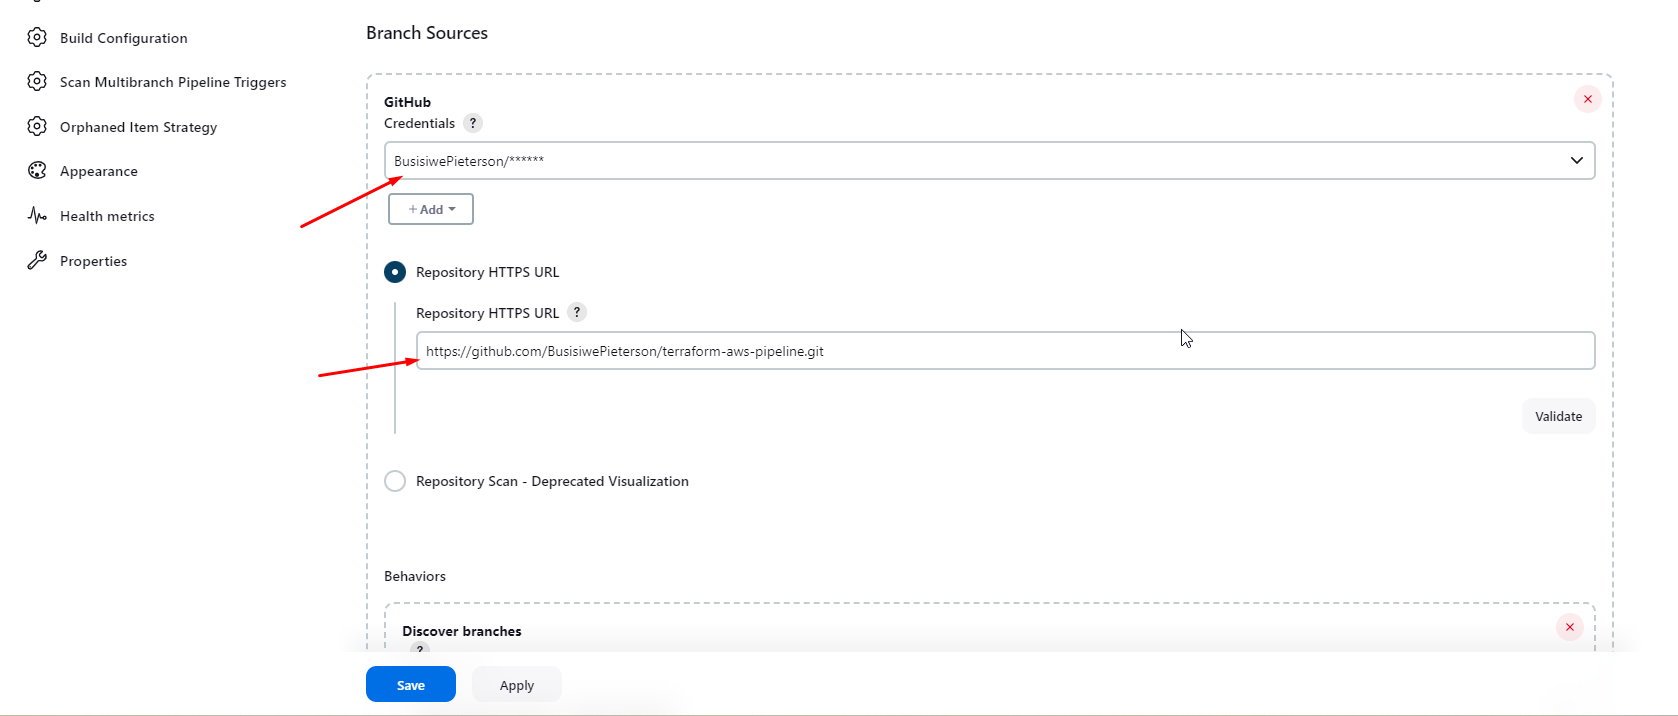 Build Configuration
Scan Multibranch Pipeline Triggers
Orphaned Item Strategy
Appearance
Health metrics
Properties
Branch Sources
GitHub
Credentials ?
BusisiwePieterson/******
+ Add
Repository HTTPS URL
Repository HTTPS URL ?
https://github.com/BusisiwePieterson/terraform-aws-pipeline.git
Validate
Repository Scan - Deprecated Visualization
Behaviors
Discover branches
?
Save Apply